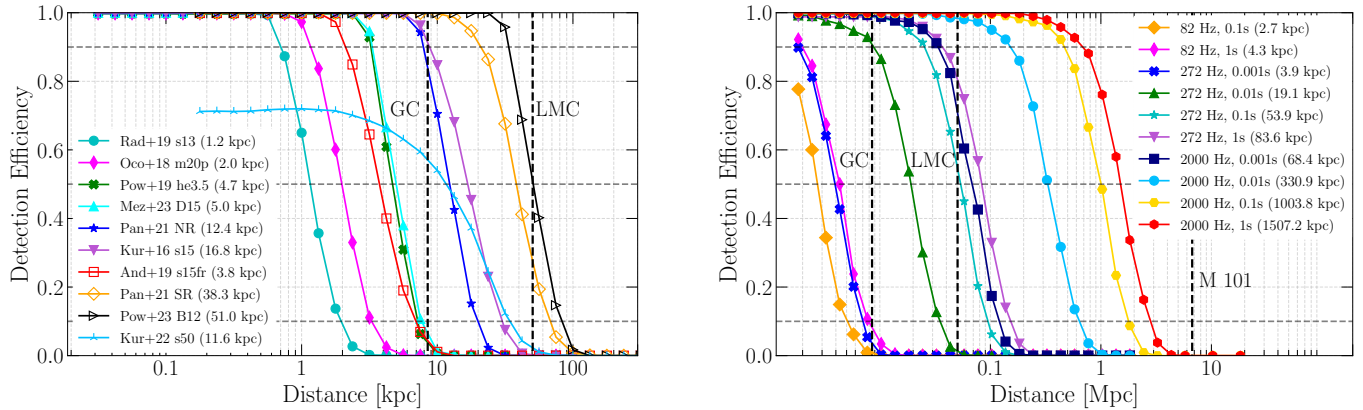 1.0
0.8
0.6
0.4
0.2
0.0
Detection Efficiency
GC
LMC
Rad+19 s13 (1.2 kpc)
Oco+18 m20p (2.0 kpc)
Pow+19 he3.5 (4.7 kpc)
Mez+23 D15 (5.0 kpc)
Pan+21 NR (12.4 kpc)
Kur+16 s15 (16.8 kpc)
And+19 s15fr (3.8 kpc)
Pan+21 SR (38.3 kpc)
Pow+23 B12 (51.0 kpc)
Kur+22 s50 (11.6 kpc)
0.1
1
10
100
Distance [kpc]
1.0
0.8
0.6
0.4
0.2
0.0
Detection Efficiency
GC
LMC
M 101
82 Hz, 0.1s (2.7 kpc)
82 Hz, 1s (4.3 kpc)
272 Hz, 0.001s (3.9 kpc)
272 Hz, 0.01s (19.1 kpc)
272 Hz, 0.1s (53.9 kpc)
272 Hz, 1s (83.6 kpc)
2000 Hz, 0.001s (68.4 kpc)
2000 Hz, 0.01s (330.9 kpc)
2000 Hz, 0.1s (1003.8 kpc)
2000 Hz, 1s (1507.2 kpc)
0.1
1
10
Distance [Mpc]